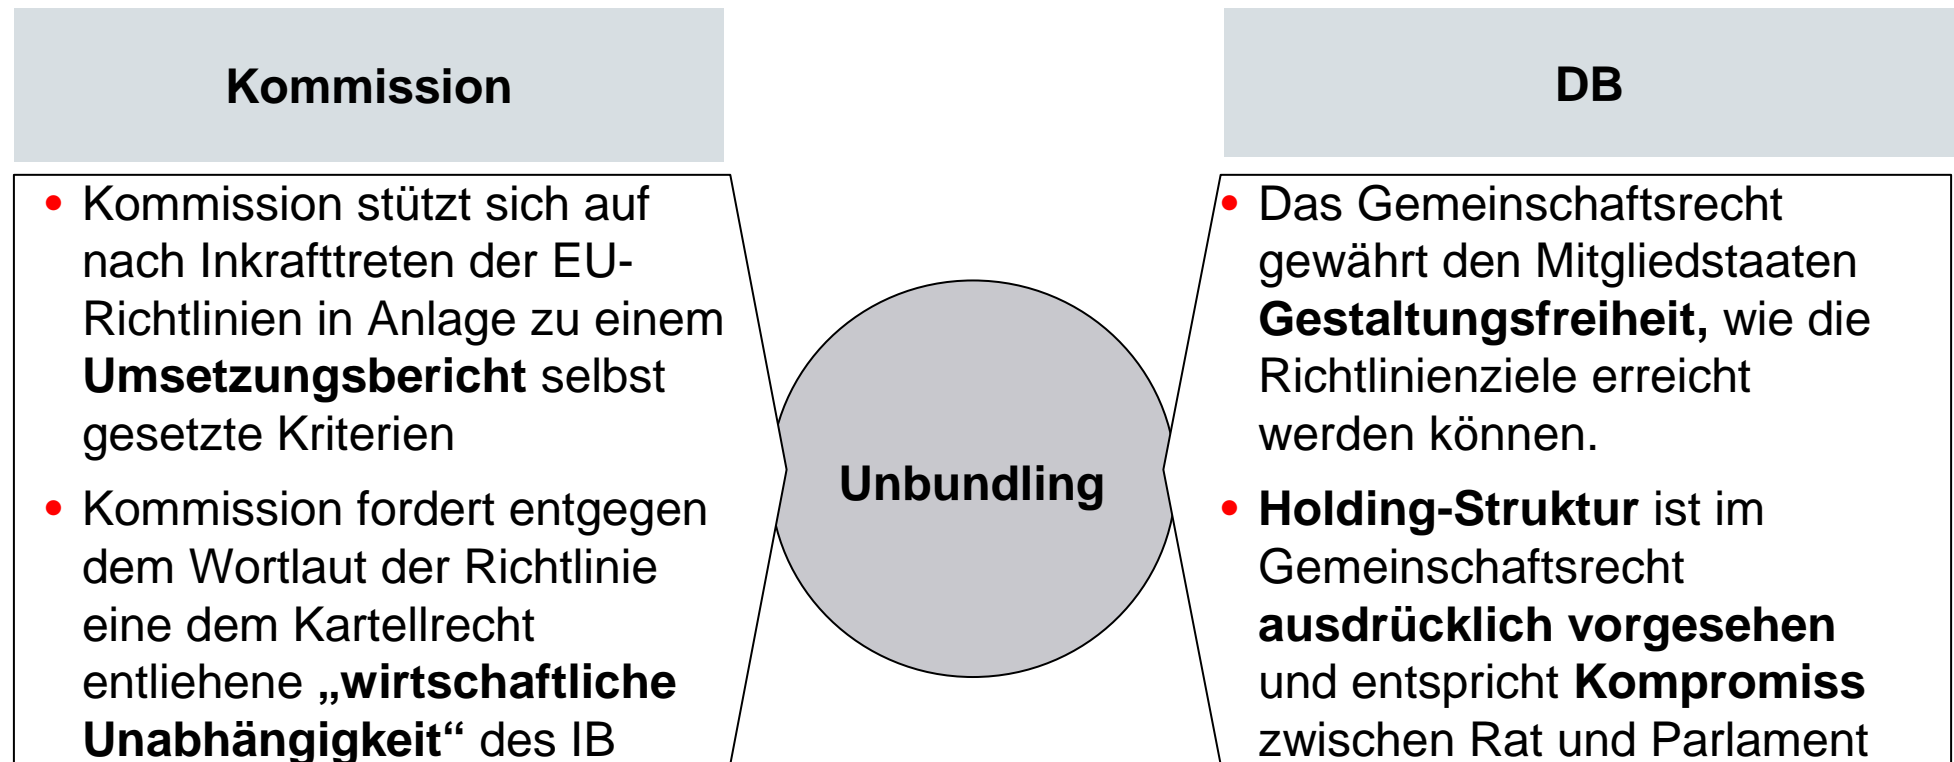 Kommission
• Kommission stützt sich auf
nach Inkrafttreten der EU-
Richtlinien in Anlage zu einem
Umsetzungsbericht selbst
gesetzte Kriterien
• Kommission fordert entgegen
dem Wortlaut der Richtlinie
eine dem Kartellrecht
entliehene „wirtschaftliche
Unabhängigkeit“ des IB
Unbundling
DB
• Das Gemeinschaftsrecht
gewährt den Mitgliedstaaten
Gestaltungsfreiheit, wie die
Richtlinienziele erreicht
werden können.
• Holding-Struktur ist im
Gemeinschaftsrecht
ausdrücklich vorgesehen
und entspricht Kompromiss
zwischen Rat und Parlament